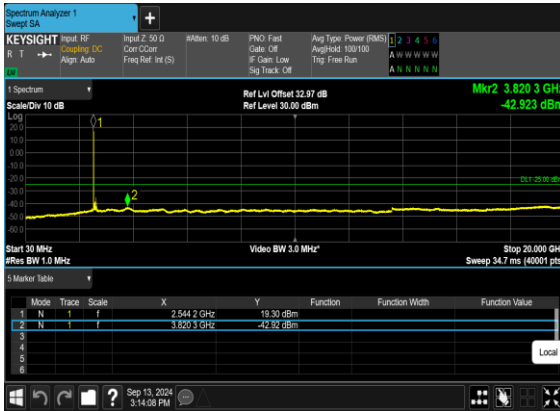 Spectrum Analyzer 1
Swept SA
+
KEYSIGHT Input: RF Input Z: 50 Ω #Atten: 10 dB PNO: Fast Avg Type: Power (RMS) 1 2 3 4 5 6
R T Coupling: DC Corr CCorr Gate: Off Avg|Hold: 100/100 A W W W W W
Align: Auto Freq Ref: Int (S) IF Gain: Low Trig: Free Run
Sig Track: Off A N N N N N
1 Spectrum Ref Lvl Offset 32.97 dB Mkr2 3.820 3 GHz
Scale/Div 10 dB Ref Level 30.00 dBm -42.923 dBm
Log
20.0
10.0
0.00
-10.0
-20.0
-30.0
-40.0
-50.0
-60.0
1
2
DL1 -25.00 dBm
Start 30 MHz Video BW 3.0 MHz* Stop 20.000 GHz
#Res BW 1.0 MHz Sweep 34.7 ms (40001 pts)
5 Marker Table
Mode Trace Scale X Y Function Function Width Function Value
1 N 1 f 2.544 2 GHz 19.30 dBm
2 N 1 f 3.820 3 GHz -42.92 dBm
3
4
5
6
Local
? Sep 13, 2024
3:14:08 PM